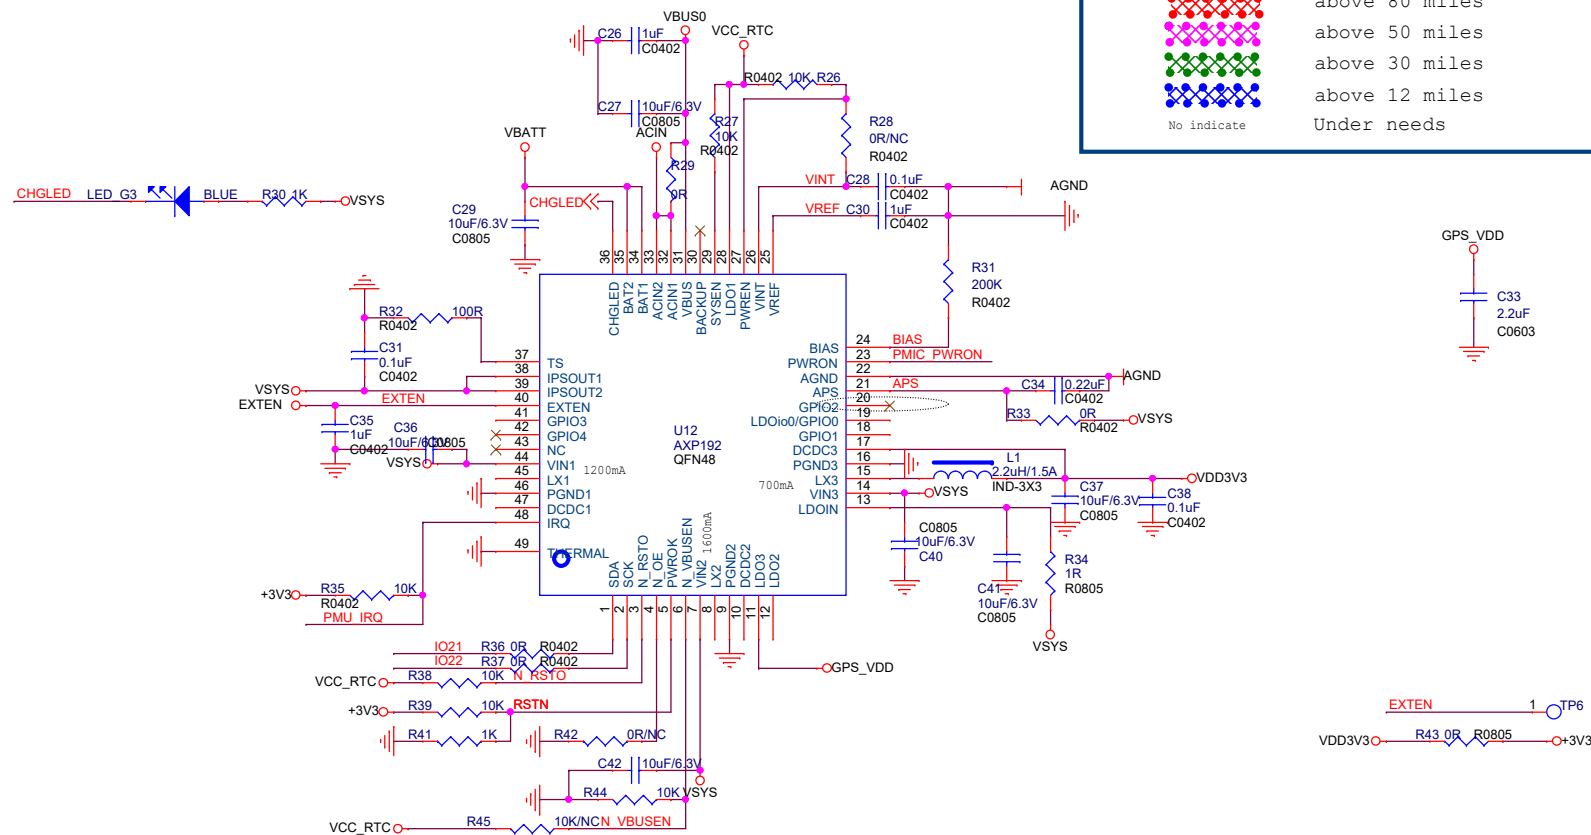 above 80 miles
above 50 miles
above 30 miles
above 12 miles
No indicate Under needs
VBUS0
C26 1uF
C0402
VCC_RTC
R0402 10K R26
C27 10uF/6.3V
C0805
VBATT
ACIN
R27
10K
R0402
R28
0R/NC
R0402
R29
0R
CHGLED LED G3 BLUE R30 1K VSYS
CHGLED
C29
10uF/6.3V
C0805
VINT C28 0.1uF
C0402
AGND
VREF C30 1uF
C0402
R31
200K
R0402
GPS_VDD
C33
2.2uF
C0603
36 35 34 33 32 31 30 29 28 27 26 25
CHGLED
BAT2
BAT1
ACIN2
ACIN1
VBUS
BACKUP
SYSEN
LDO1
PWREN
VINT
VREF
R32 100R
R0402
C31
0.1uF
C0402
VSYS
EXTEN EXTEN
C35
1uF
C0402
C36
10uF/6.3V
C0805
VSYS
37 TS
38 IPSOUT1
39 IPSOUT2
40 EXTEN
41 GPIO3
42 GPIO4
43 NC
44 VIN1
45 LX1
46 PGND1
47 DCDC1
48 IRQ
49 THERMAL
1200mA
U12
AXP192
QFN48
700mA
1600mA
BIAS 24 BIAS
PWRON 23 PMIC_PWRON
AGND 22 AGND
APS 21 APS
GPIO2 20
LDOio0/GPIO0 19
GPIO1 18
DCDC3 17
PGND3 16
LX3 15
VIN3 14
LDOIN 13
C34 0.22uF
C0402
R33 0R
R0402
VSYS
L1
2.2uH/1.5A
IND-3X3
VSYS
VDD3V3
C37
10uF/6.3V
C0805
C38
0.1uF
C0402
C0805
10uF/6.3V
C40
C41
10uF/6.3V
C0805
R34
1R
R0805
VSYS
SDA
SCK
N_RSTO
N_OE
PWROK
N_VBUSEN
VIN2
LX2
PGND2
DCDC2
LDO3
LDO2
1 2 3 4 5 6 7 8 9 10 11 12
+3V3 R35 10K
R0402
PMU_IRQ
IO21 R36 0R R0402
IO22 R37 0R R0402
VCC_RTC R38 10K N_RSTO
GPS_VDD
+3V3 R39 10K RSTN
R41 1K
R42 0R/NC
C42 10uF/6.3V
VSYS
R44 10K
VCC_RTC R45 10K/NC N_VBUSEN
EXTEN 1 TP6
VDD3V3 R43 0R R0805 +3V3